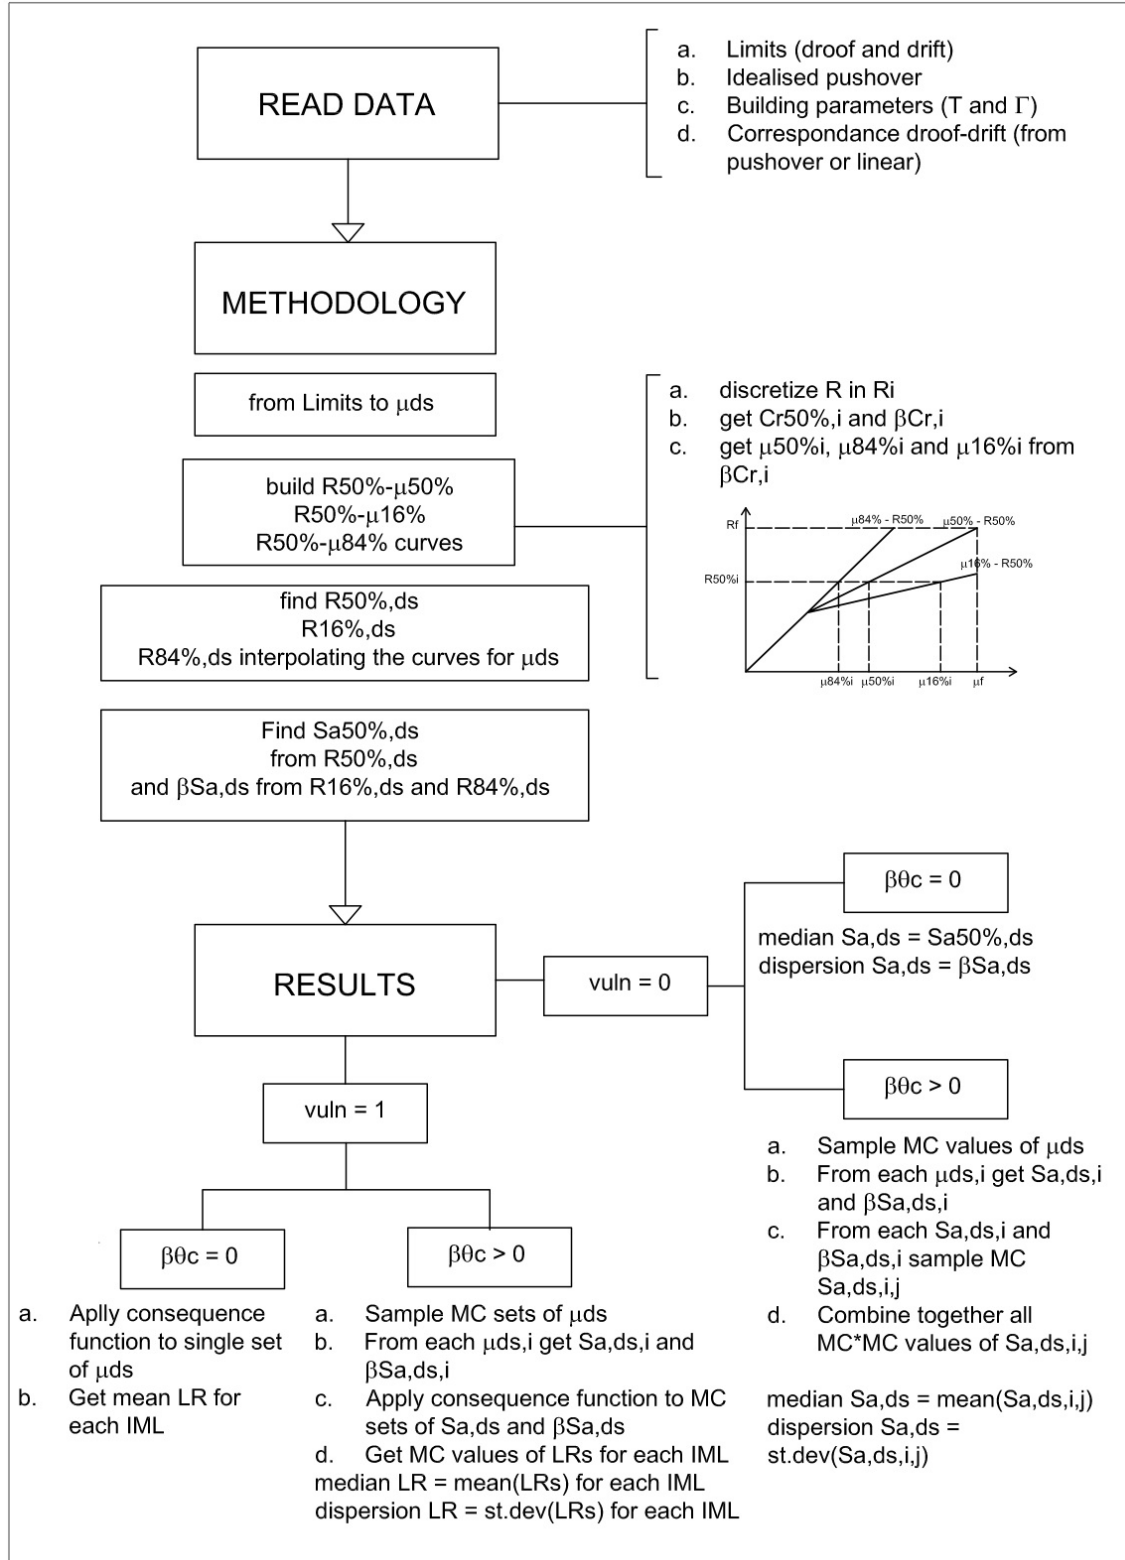 READ DATA
a. Limits (droof and drift)
b. Idealised pushover
c. Building parameters (T and Γ)
d. Correspondance droof-drift (from
pushover or linear)
METHODOLOGY
from Limits to μds
build R50%-μ50%
R50%-μ16%
R50%-μ84% curves
a. discretize R in Ri
b. get Cr50%,i and βCr,i
c. get μ50%i, μ84%i and μ16%i from
βCr,i
Rf
μ84% - R50%
μ50% - R50%
μ16% - R50%
R50%i
μ84%i
μ50%i
μ16%i
μf
find R50%,ds
R16%,ds
R84%,ds interpolating the curves for μds
Find Sa50%,ds
from R50%,ds
and βSa,ds from R16%,ds and R84%,ds
RESULTS
vuln = 0
βθc = 0
median Sa,ds = Sa50%,ds
dispersion Sa,ds = βSa,ds
βθc > 0
a. Sample MC values of μds
b. From each μds,i get Sa,ds,i
and βSa,ds,i
c. From each Sa,ds,i and
βSa,ds,i sample MC
Sa,ds,i,j
d. Combine together all
MC*MC values of Sa,ds,i,j
median Sa,ds = mean(Sa,ds,i,j)
dispersion Sa,ds =
st.dev(Sa,ds,i,j)
vuln = 1
βθc = 0
a. Aplly consequence
function to single set
of μds
b. Get mean LR for
each IML
βθc > 0
a. Sample MC sets of μds
b. From each μds,i get Sa,ds,i and
βSa,ds,i
c. Apply consequence function to MC
sets of Sa,ds and βSa,ds
d. Get MC values of LRs for each IML
median LR = mean(LRs) for each IML
dispersion LR = st.dev(LRs) for each IML